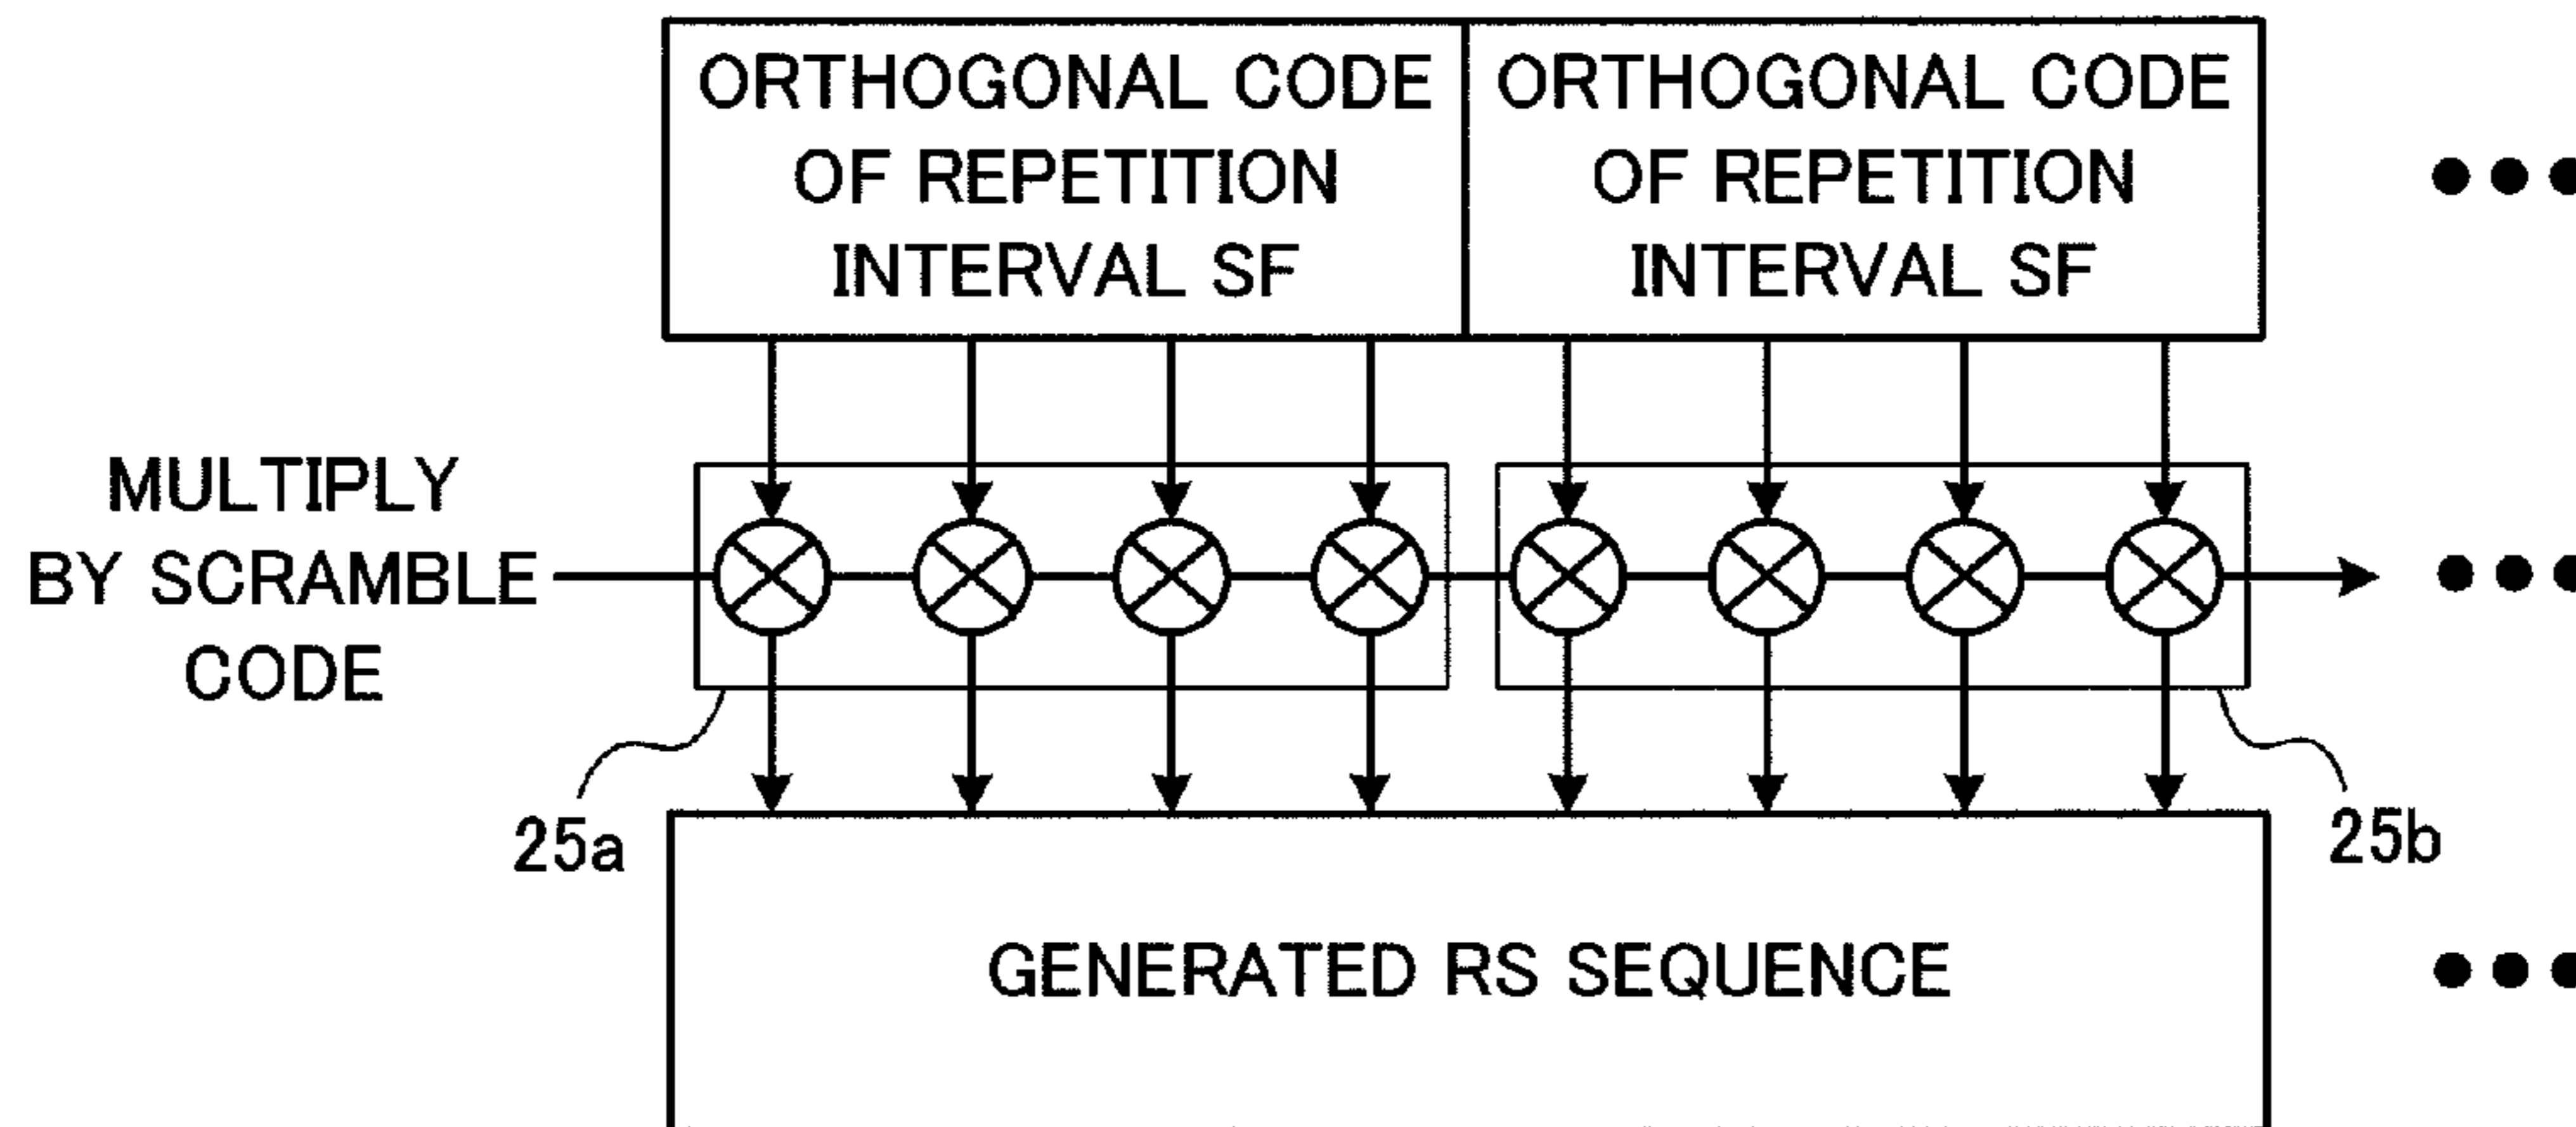 ORTHOGONAL CODE
OF REPETITION
INTERVAL SF
ORTHOGONAL CODE
OF REPETITION
INTERVAL SF
MULTIPLY
BY SCRAMBLE
CODE
25a
25b
GENERATED RS SEQUENCE